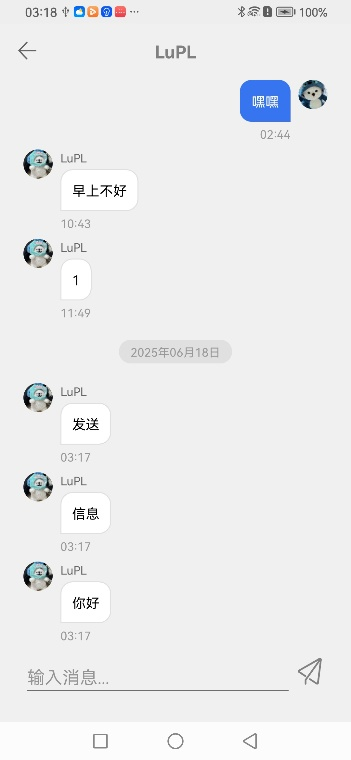 03:18 100%
LuPL
嘿嘿
02:44
LuPL
早上不好
10:43
LuPL
1
11:49
2025年06月18日
LuPL
发送
03:17
LuPL
信息
03:17
LuPL
你好
03:17
输入消息...